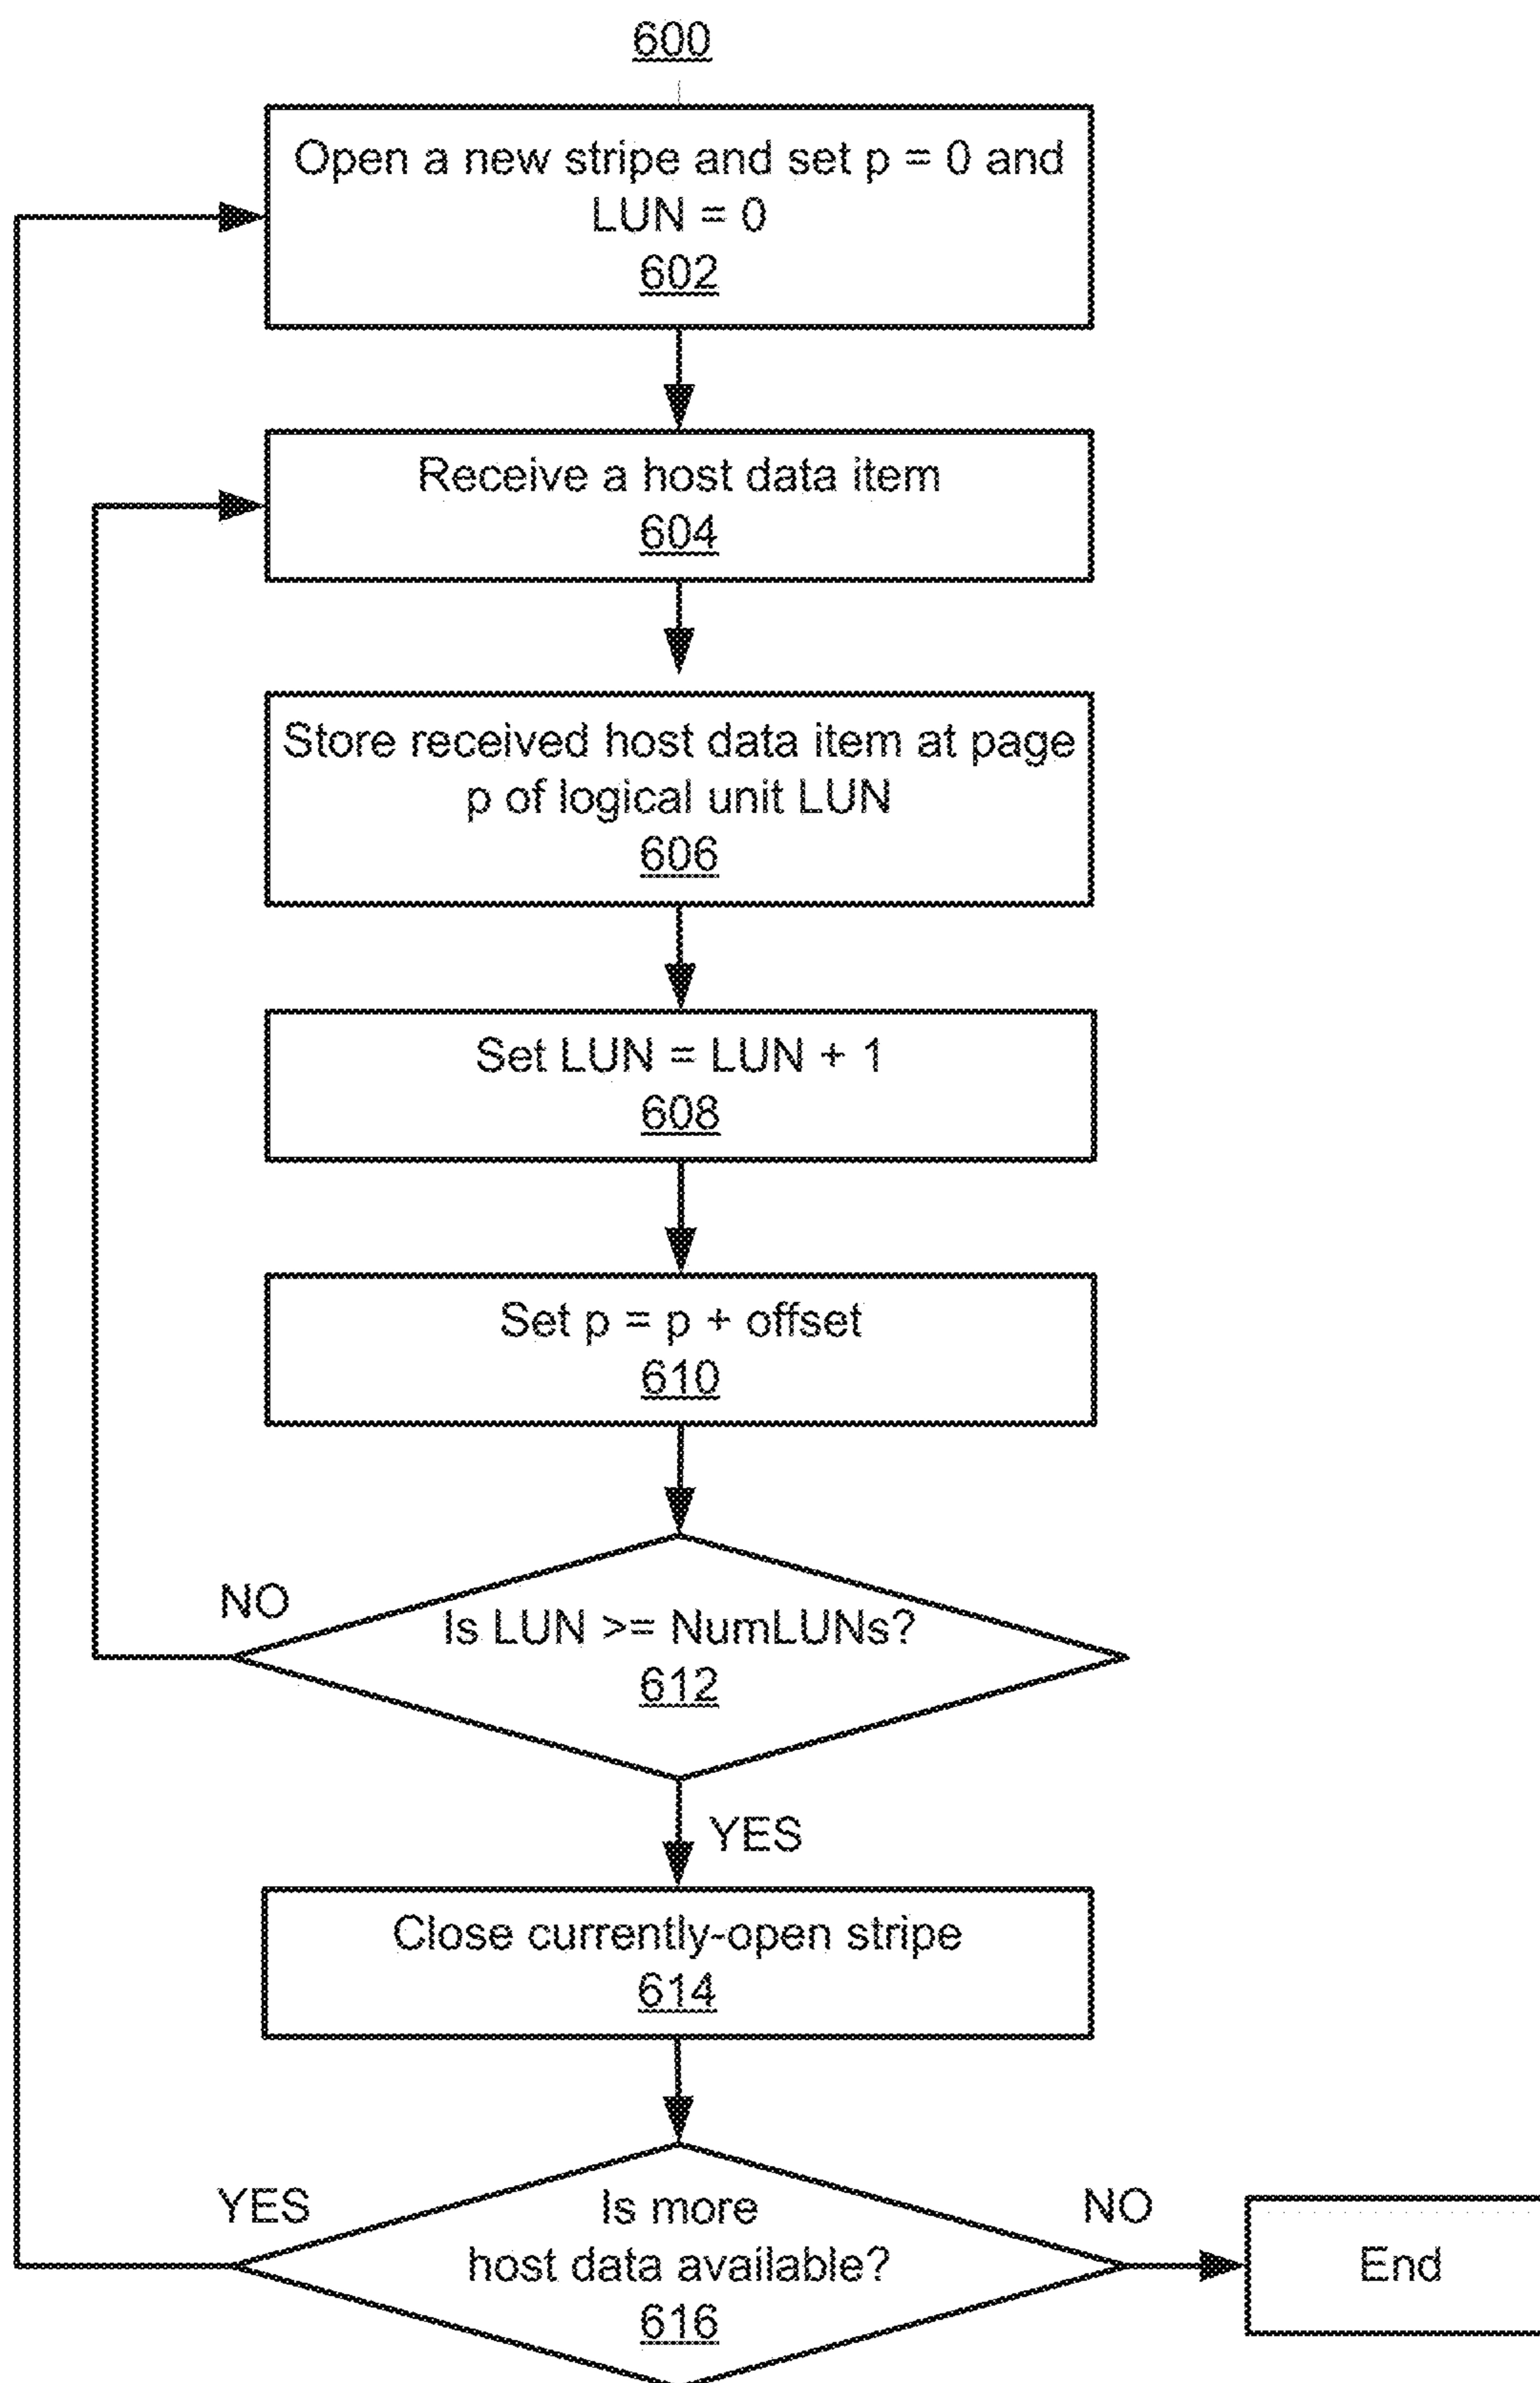 600
Open a new stripe and set p = 0 and
LUN = 0
602
Receive a host data item
604
Store received host data item at page
p of logical unit LUN
606
Set LUN = LUN + 1
608
Set p = p + offset
610
NO
Is LUN >= NumLUNs?
612
YES
Close currently-open stripe
614
YES
Is more
NO
host data available?
End
616